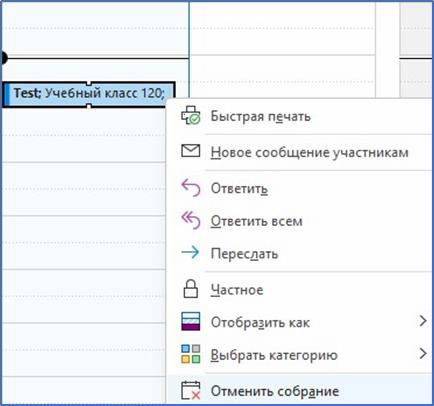 Test; Учебный класс 120;
Быстрая печать
Новое сообщение участникам
Ответить
Ответить всем
Переслать
Частное
Отобразить как
Выбрать категорию
Отменить собрание